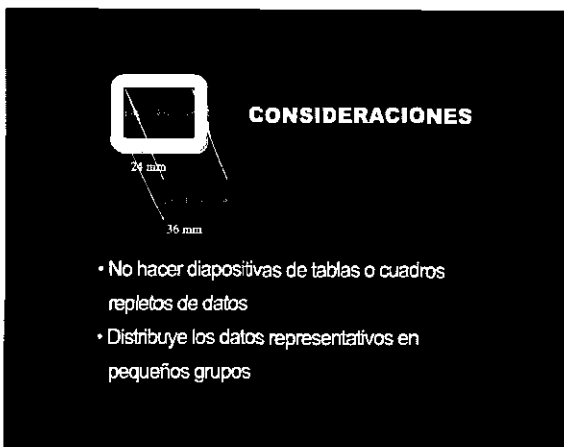 CONSIDERACIONES
24 mm
36 mm
• No hacer diapositivas de tablas o cuadros
repletos de datos
• Distribuye los datos representativos en
pequeños grupos